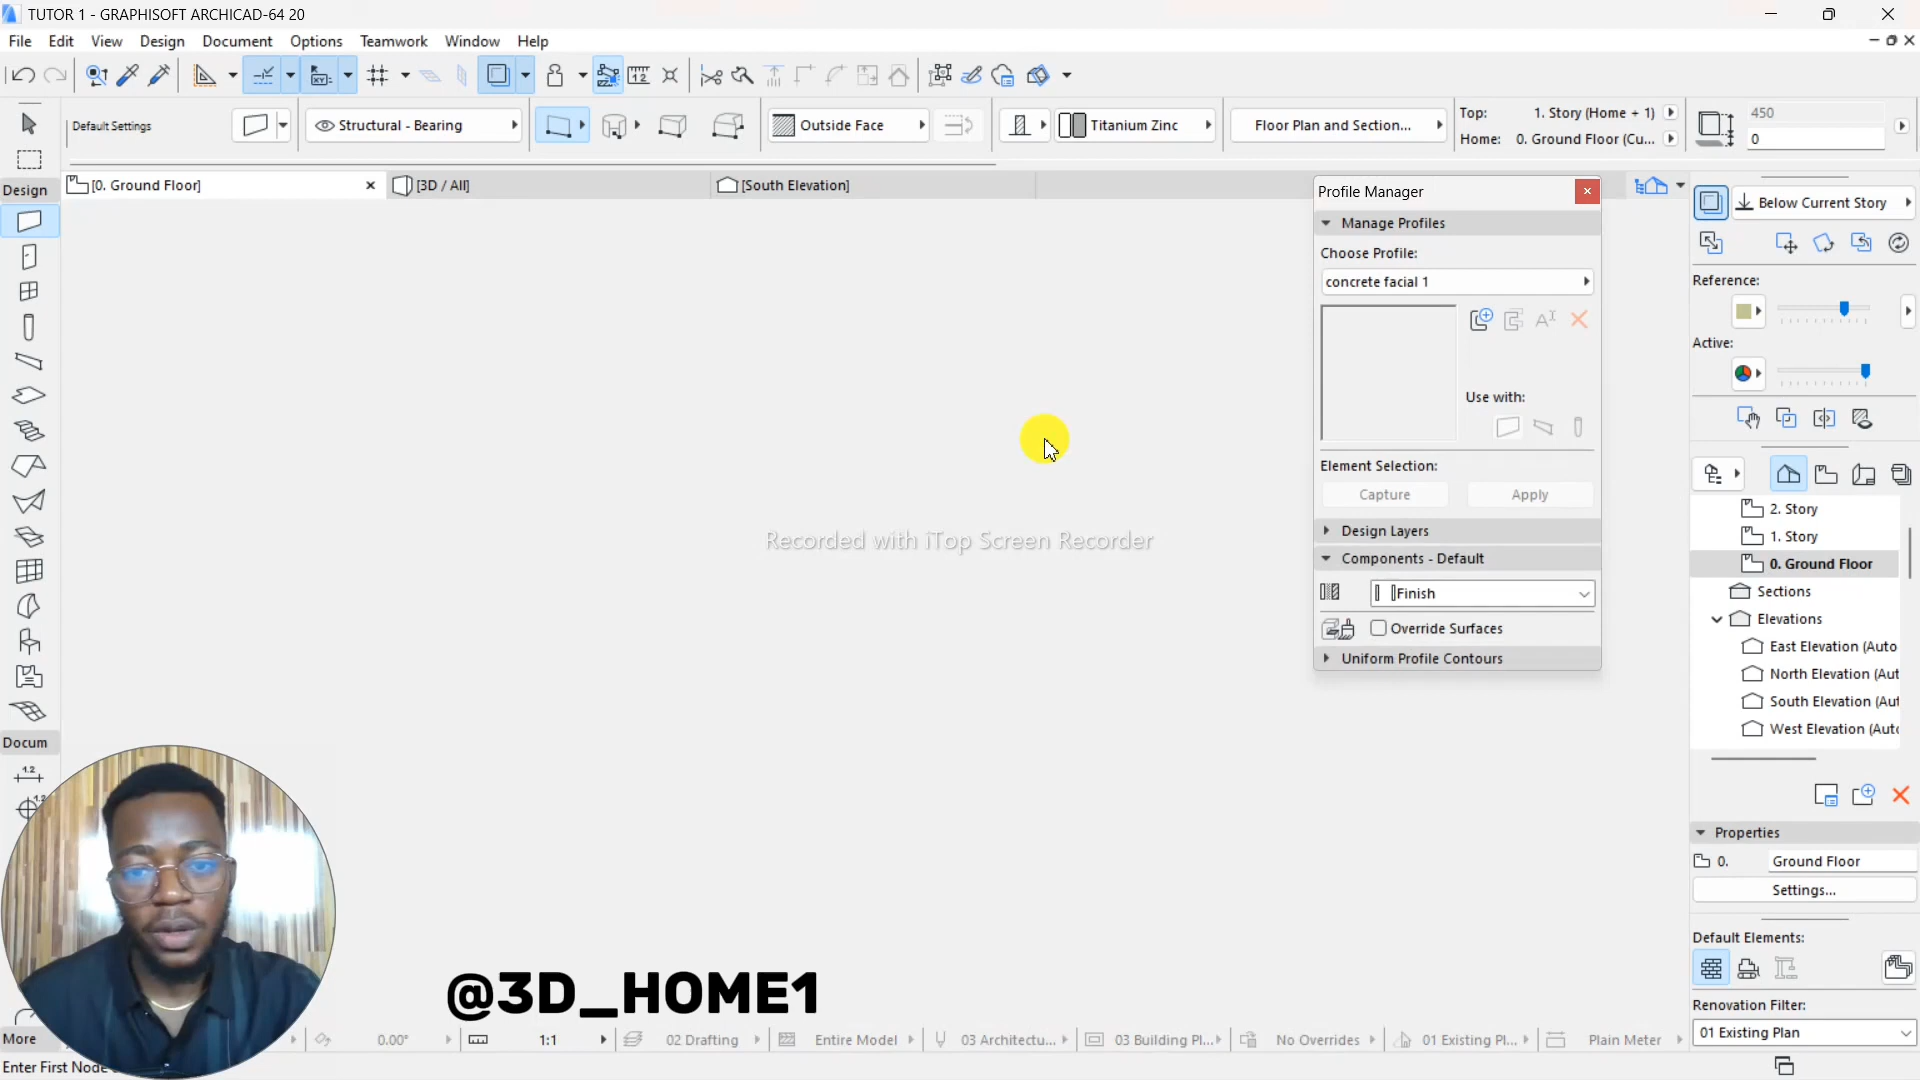 TUTOR 1 - GRAPHISOFT ARCHICAD-64 20
File Edit View Design Document Options Teamwork Window Help
Default Settings
Structural - Bearing
Outside Face
Titanium Zinc
Floor Plan and Section...
Top: 1. Story (Home + 1)
Home: 0. Ground Floor (Cu...
450
0
Design
[0. Ground Floor]
[3D / All]
[South Elevation]
Profile Manager
Manage Profiles
Choose Profile:
concrete facial 1
Use with:
Element Selection:
Capture
Apply
Design Layers
Components - Default
Finish
Override Surfaces
Uniform Profile Contours
Below Current Story
Reference:
Active:
2. Story
1. Story
0. Ground Floor
Sections
Elevations
East Elevation (Auto
North Elevation (Aut
South Elevation (Aut
West Elevation (Auto
Properties
0. Ground Floor
Settings...
Default Elements:
Renovation Filter:
01 Existing Plan
Recorded with iTop Screen Recorder
Docum
1.2
1.2
@3D_HOME1
More
0.00°
1:1
02 Drafting
Entire Model
03 Architectu...
03 Building Pl...
No Overrides
01 Existing Pl...
Plain Meter
Enter First Node